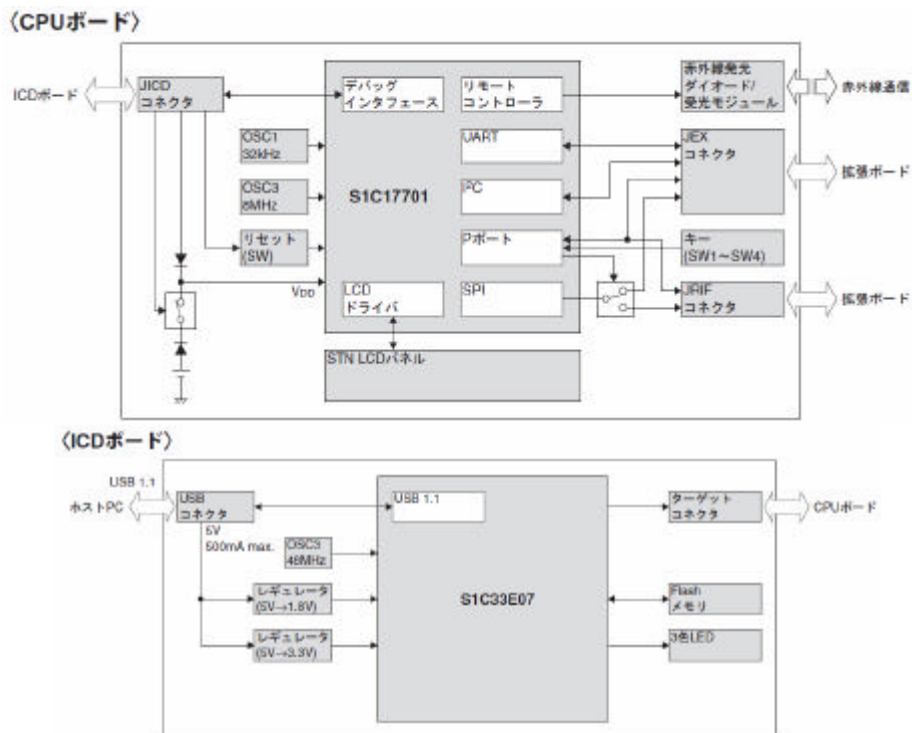 〈CPUボード〉
ICDボード
JICD
コネクタ
デバッグ
インタフェース
リモート
コントローラ
赤外線発光
ダイオード/
受光モジュール
赤外線通信
OSC1
32kHz
UART
JEX
コネクタ
拡張ボード
OSC3
8MHz
S1C17701
I²C
リセット
(SW)
Pポート
キー
(SW1〜SW4)
VDD
LCD
ドライバ
SPI
JRIF
コネクタ
拡張ボード
STN LCDパネル
〈ICDボード〉
USB 1.1
ホストPC
USB
コネクタ
USB 1.1
ターゲット
コネクタ
CPUボード
5V
500mA max.
OSC3
48MHz
レギュレータ
(5V→1.8V)
S1C33E07
Flash
メモリ
レギュレータ
(5V→3.3V)
3色LED